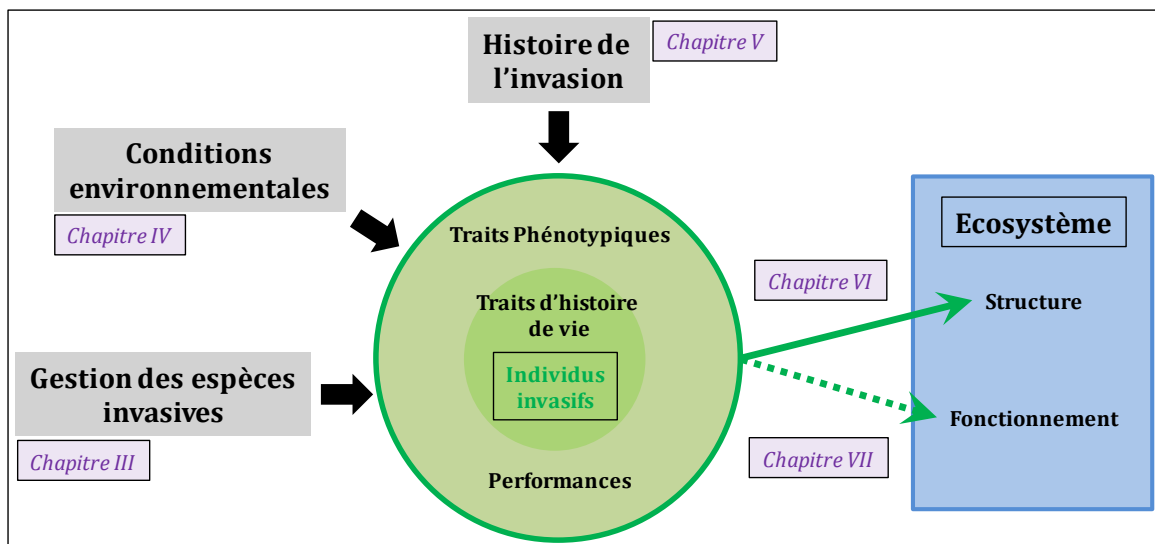 Histoire de
l’invasion
Chapitre V
Conditions
environnementales
Chapitre IV
Gestion des espèces
invasives
Chapitre III
Traits Phénotypiques
Traits d’histoire
de vie
Individus
invasifs
Performances
Chapitre VI
Chapitre VII
Ecosystème
Structure
Fonctionnement